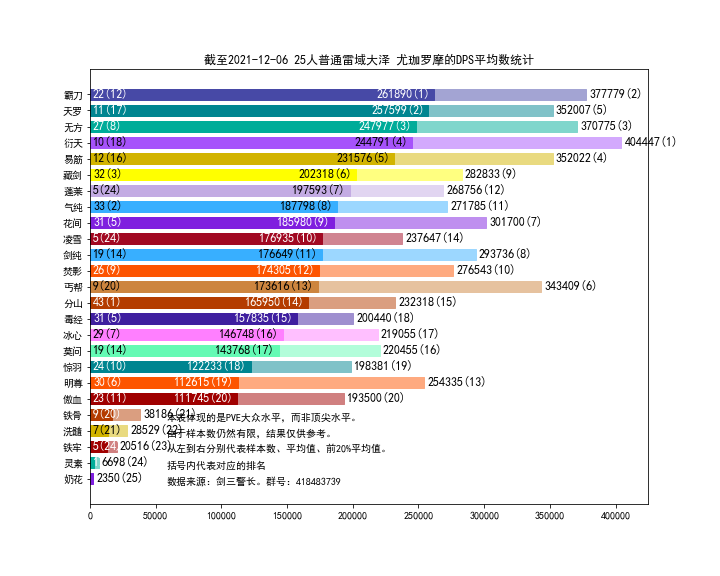 截至2021-12-06 25人普通雷域大泽 尤珈罗摩的DPS平均数统计
霸刀 22(12) 261890(1) 377779(2)
天罗 11(17) 257599(2) 352007(5)
无方 27(8) 247977(3) 370775(3)
衍天 10(18) 244791(4) 404447(1)
易筋 12(16) 231576(5) 352022(4)
藏剑 32(3) 202318(6) 282833(9)
蓬莱 5(24) 197593(7) 268756(12)
气纯 33(2) 187798(8) 271785(11)
花间 31(5) 185980(9) 301700(7)
凌雪 5(24) 176935(10) 237647(14)
剑纯 19(14) 176649(11) 293736(8)
焚影 26(9) 174305(12) 276543(10)
丐帮 9(20) 173616(13) 343409(6)
分山 43(1) 165950(14) 232318(15)
毒经 31(5) 157835(15) 200440(18)
冰心 29(7) 146748(16) 219055(17)
莫问 19(14) 143768(17) 220455(16)
惊羽 24(10) 122233(18) 198381(19)
明尊 30(6) 112615(19) 254335(13)
傲血 23(11) 111745(20) 193500(20)
铁骨 9(20) 38186(21)
本表体现的是PVE大众水平，而非顶尖水平。
洗髓 7(21) 28529(22)
由于样本数仍然有限，结果仅供参考。
铁牢 5(24 20516(23)
从左到右分别代表样本数、平均值、前20%平均值。
灵素 6698(24)
括号内代表对应的排名
奶花 2350(25)
数据来源：剑三警长。群号：418483739
0 50000 100000 150000 200000 250000 300000 350000 400000